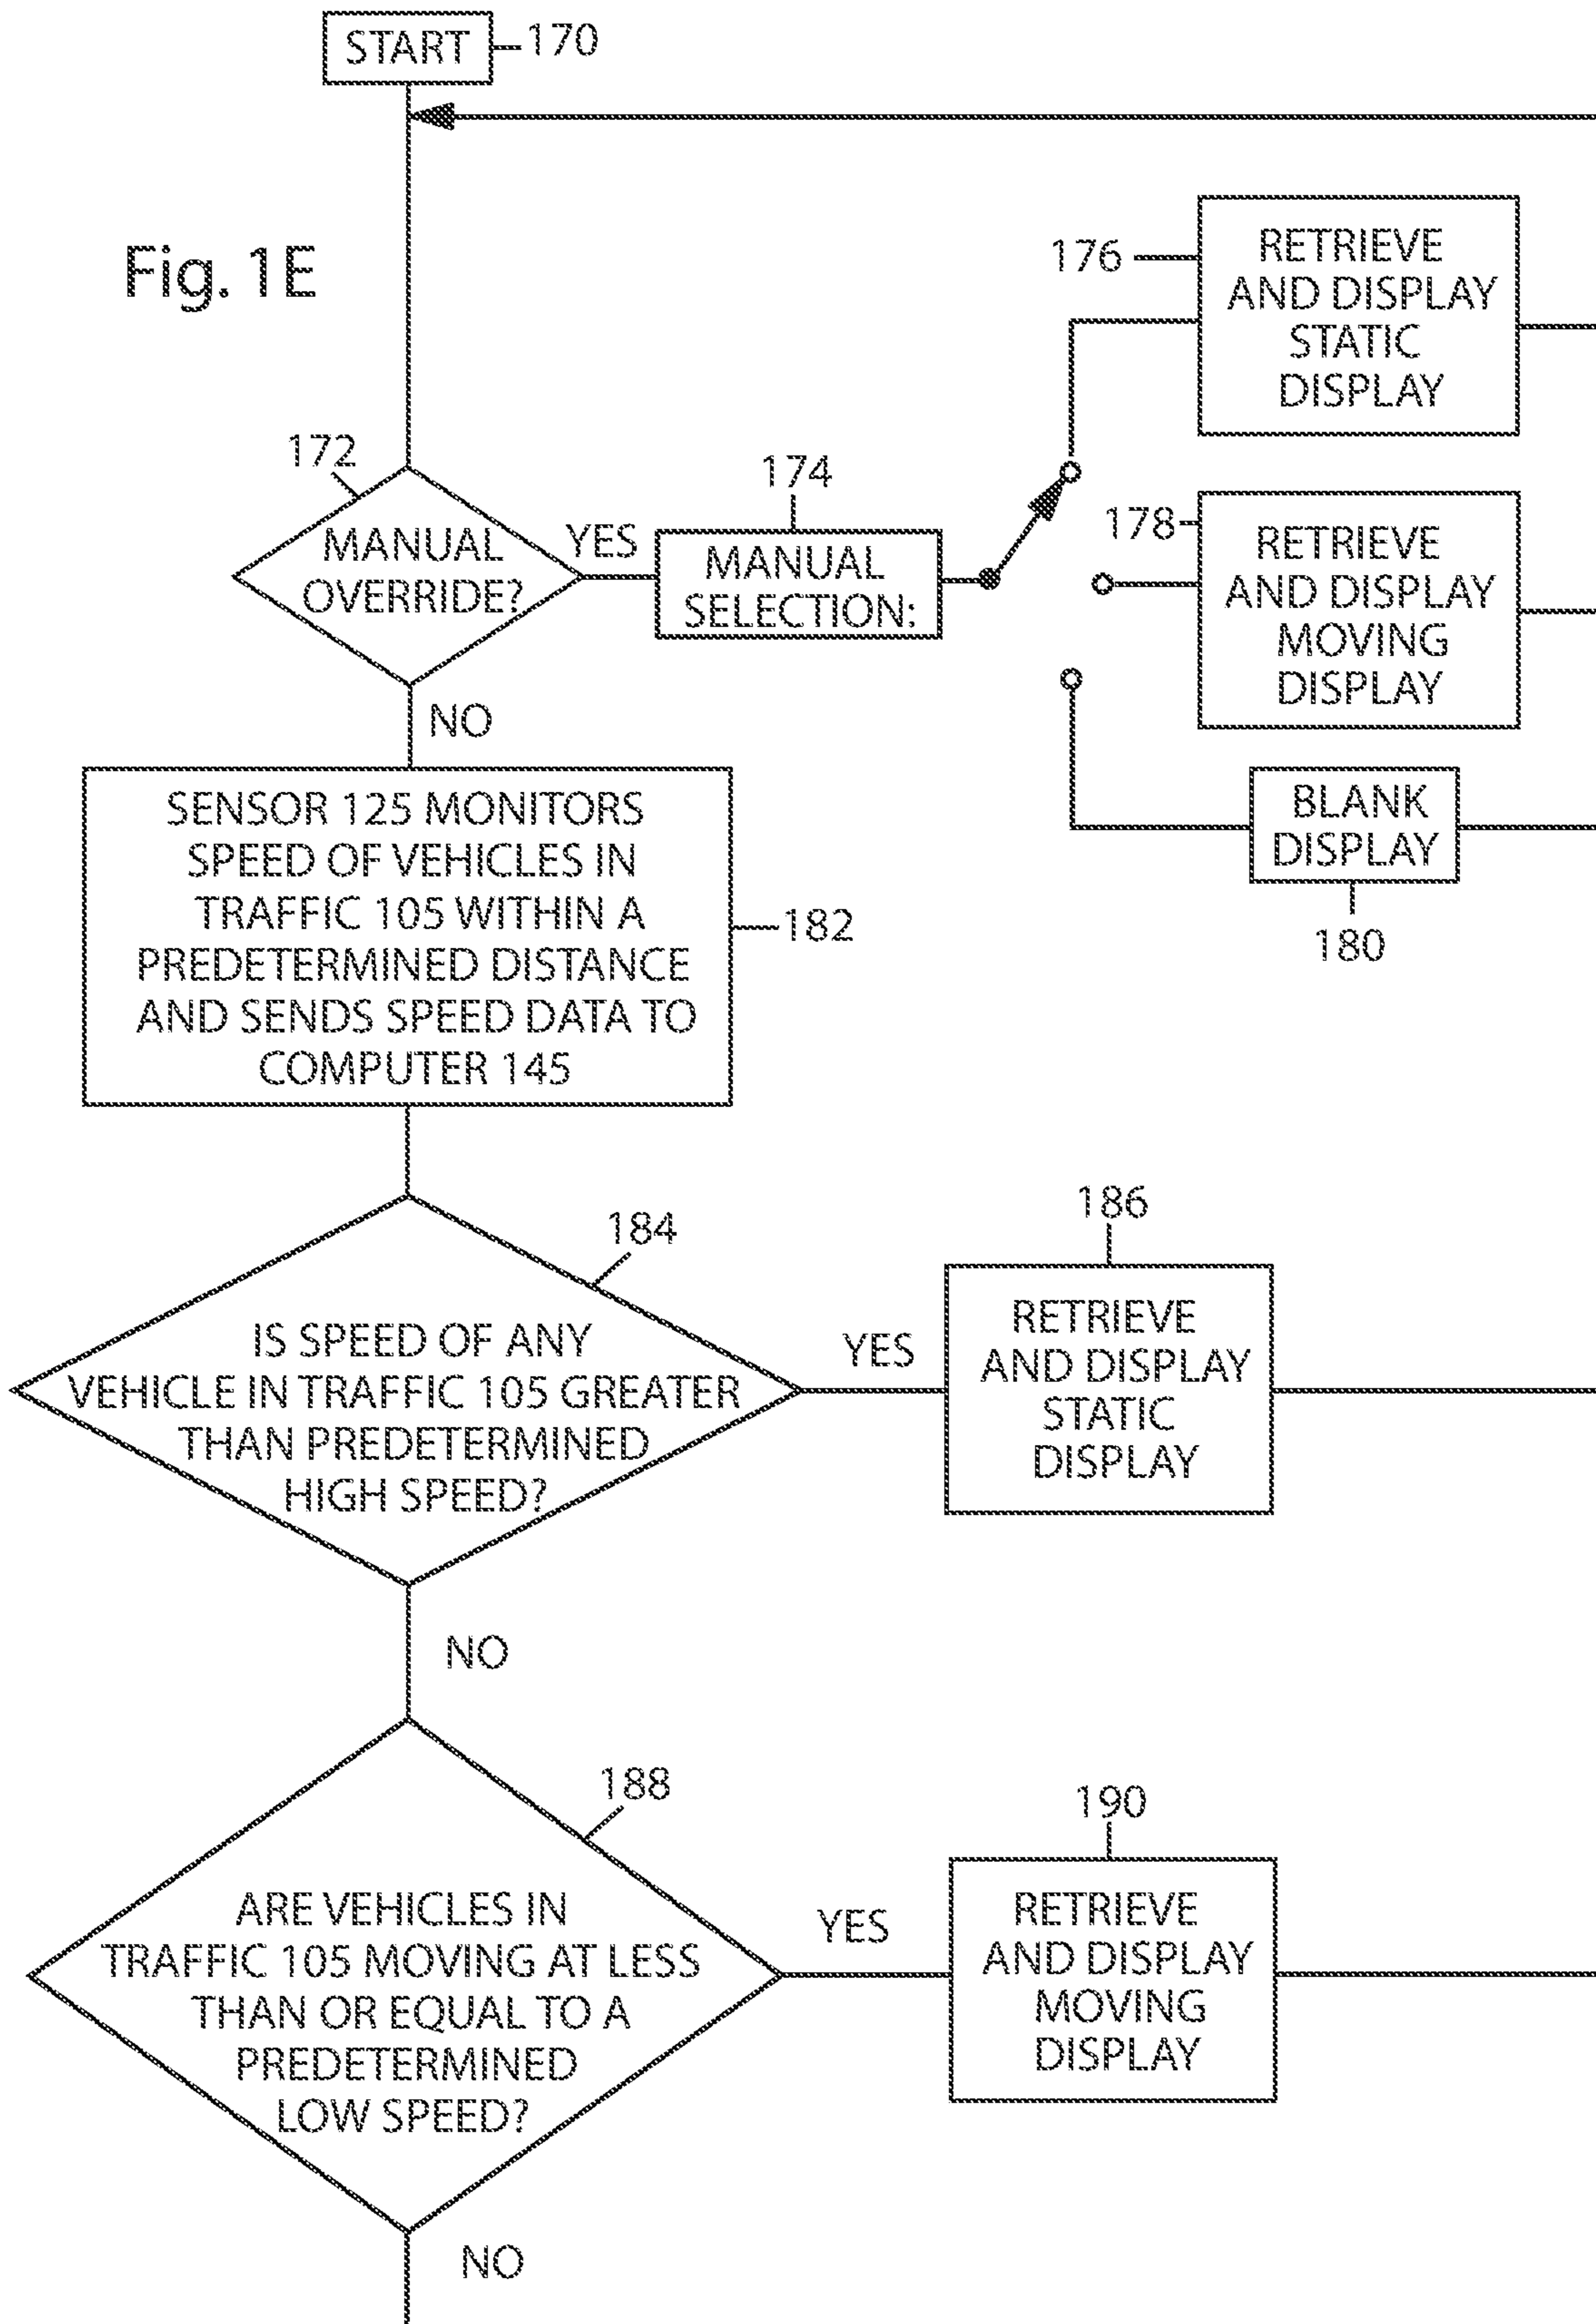 START
170
Fig. 1E
176
RETRIEVE
AND DISPLAY
STATIC
DISPLAY
172
MANUAL
OVERRIDE?
YES
174
MANUAL
SELECTION:
178
RETRIEVE
AND DISPLAY
MOVING
DISPLAY
NO
BLANK
DISPLAY
180
SENSOR 125 MONITORS
SPEED OF VEHICLES IN
TRAFFIC 105 WITHIN A
PREDETERMINED DISTANCE
AND SENDS SPEED DATA TO
COMPUTER 145
182
184
IS SPEED OF ANY
VEHICLE IN TRAFFIC 105 GREATER
THAN PREDETERMINED
HIGH SPEED?
YES
186
RETRIEVE
AND DISPLAY
STATIC
DISPLAY
NO
188
ARE VEHICLES IN
TRAFFIC 105 MOVING AT LESS
THAN OR EQUAL TO A
PREDETERMINED
LOW SPEED?
YES
190
RETRIEVE
AND DISPLAY
MOVING
DISPLAY
NO